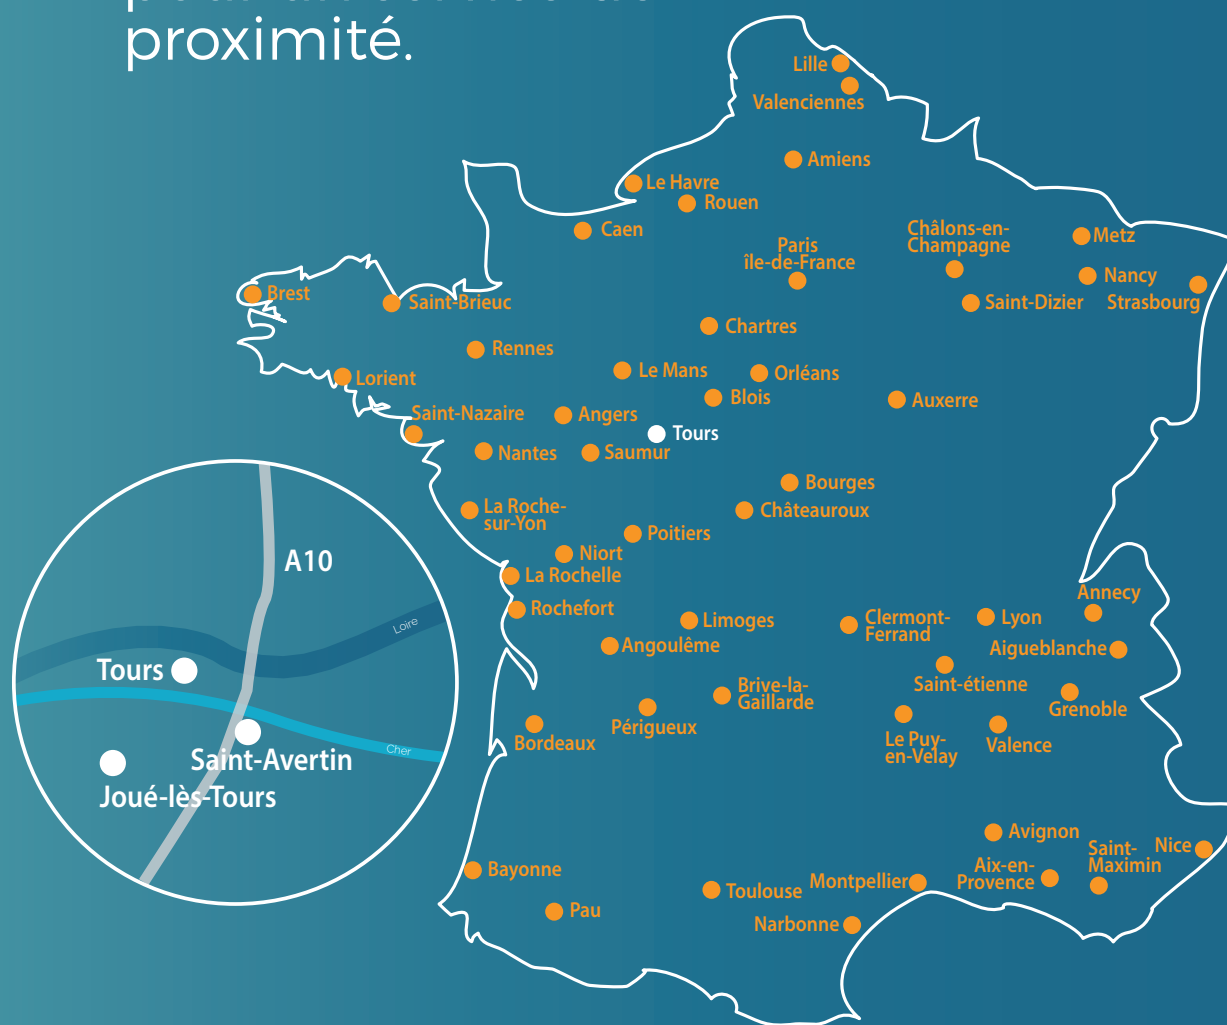 proximité.
Lille
Valenciennes
Amiens
Le Havre
Rouen
Caen
Paris
île-de-France
Châlons-en-
Champagne
Metz
Nancy
Saint-Dizier
Strasbourg
Brest
Saint-Brieuc
Chartres
Rennes
Le Mans
Orléans
Lorient
Blois
Auxerre
Saint-Nazaire
Angers
Tours
Nantes
Saumur
Bourges
La Roche-
sur-Yon
Châteauroux
Poitiers
Niort
La Rochelle
Rochefort
Limoges
Clermont-
Ferrand
Lyon
Annecy
Angoulême
Aigueblanche
Saint-étienne
Brive-la-
Gaillarde
Grenoble
Périgueux
Bordeaux
Le Puy-
en-Velay
Valence
Avignon
Saint-
Maximin
Nice
Aix-en-
Provence
Bayonne
Toulouse
Montpellier
Pau
Narbonne
A10
Loire
Tours
Cher
Saint-Avertin
Joué-lès-Tours